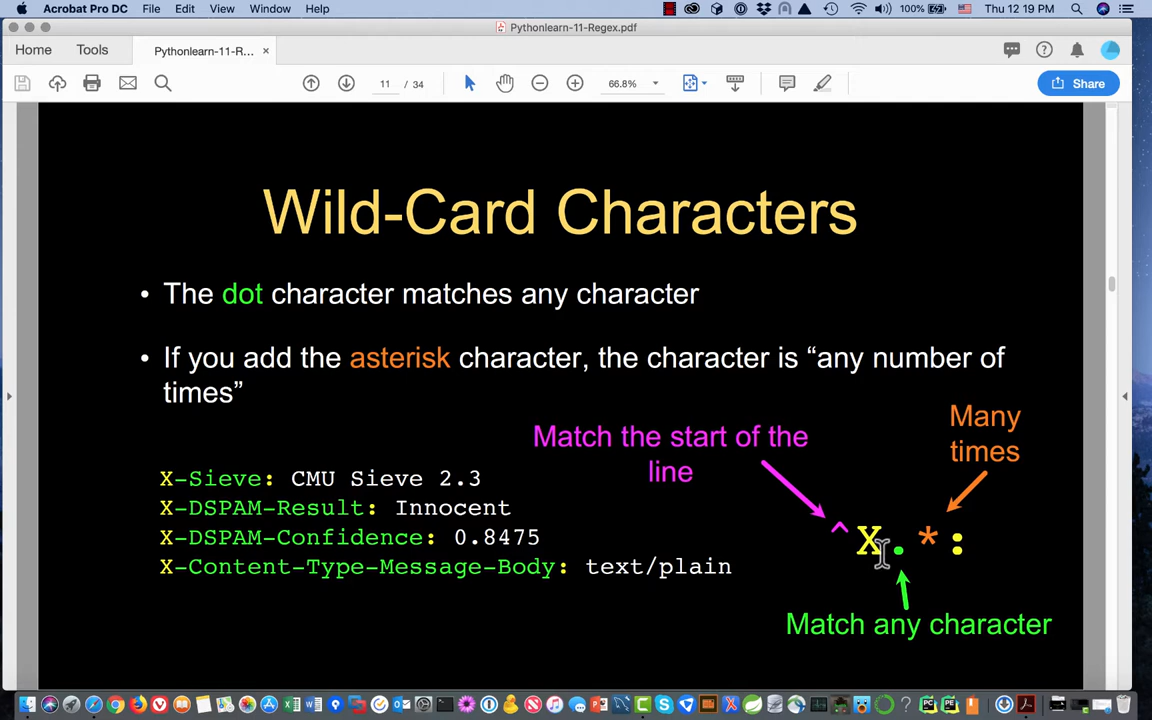 Acrobat Pro DC File Edit View Window Help 100% Thu 12:19 PM
Pythonlearn-11-Regex.pdf
Home Tools Pythonlearn-11-R... ×
11 / 34 66.8% Share
Wild-Card Characters
• The dot character matches any character
• If you add the asterisk character, the character is “any number of
times”
Many
times
Match the start of the
line
X-Sieve: CMU Sieve 2.3
X-DSPAM-Result: Innocent
X-DSPAM-Confidence: 0.8475
X-Content-Type-Message-Body: text/plain
^X.*:
Match any character